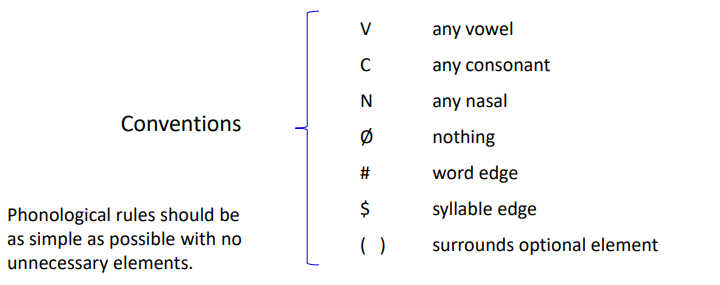 V any vowel
C any consonant
N any nasal
Ø nothing
# word edge
$ syllable edge
( ) surrounds optional element
Conventions
Phonological rules should be
as simple as possible with no
unnecessary elements.